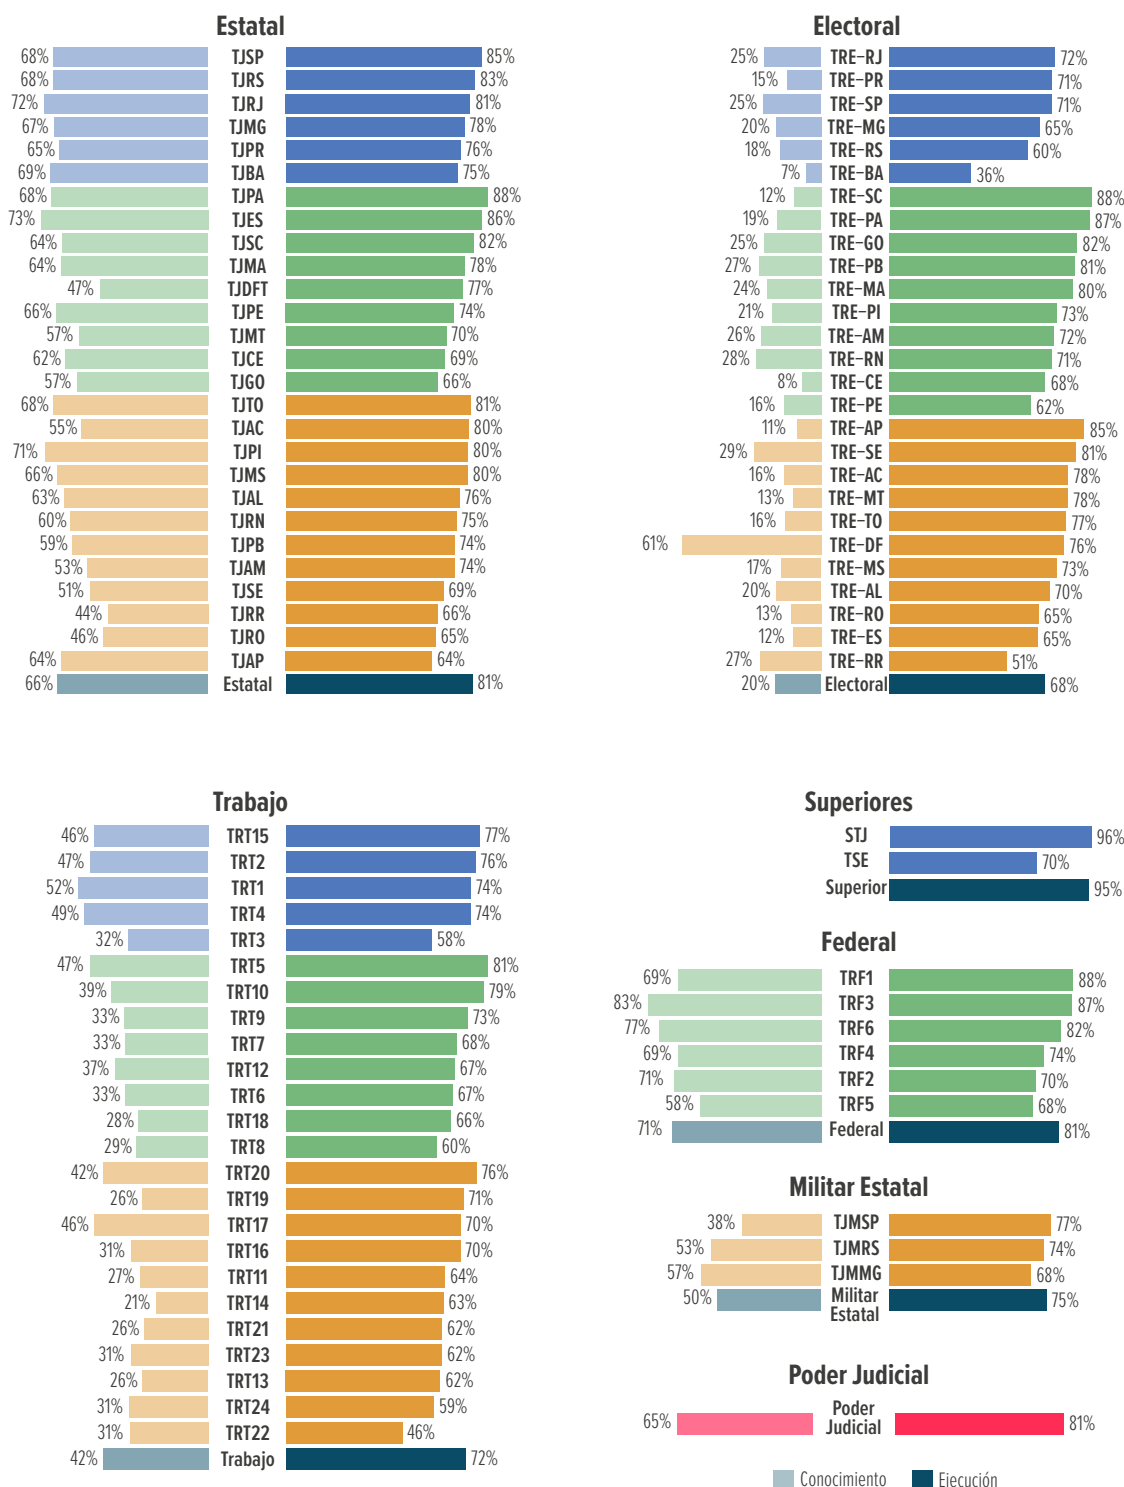 Estatal
68% TJSP 85%
68% TJRS 83%
72% TJRJ 81%
67% TJMG 78%
65% TJPR 76%
69% TJBA 75%
68% TJPA 88%
73% TJES 86%
64% TJSC 82%
64% TJMA 78%
47% TJDFT 77%
66% TJPE 74%
57% TJMT 70%
62% TJCE 69%
57% TJGO 66%
68% TJTO 81%
55% TJAC 80%
71% TJPI 80%
66% TJMS 80%
63% TJAL 76%
60% TJRN 75%
59% TJPB 74%
53% TJAM 74%
51% TJSE 69%
44% TJRR 66%
46% TJRO 65%
64% TJAP 64%
66% Estatal 81%
Electoral
25% TRE-RJ 72%
15% TRE-PR 71%
25% TRE-SP 71%
20% TRE-MG 65%
18% TRE-RS 60%
7% TRE-BA 36%
12% TRE-SC 88%
19% TRE-PA 87%
25% TRE-GO 82%
27% TRE-PB 81%
24% TRE-MA 80%
21% TRE-PI 73%
26% TRE-AM 72%
28% TRE-RN 71%
8% TRE-CE 68%
16% TRE-PE 62%
11% TRE-AP 85%
29% TRE-SE 81%
16% TRE-AC 78%
13% TRE-MT 78%
16% TRE-TO 77%
61% TRE-DF 76%
17% TRE-MS 73%
20% TRE-AL 70%
13% TRE-RO 65%
12% TRE-ES 65%
27% TRE-RR 51%
20% Electoral 68%
Trabajo
46% TRT15 77%
47% TRT2 76%
52% TRT1 74%
49% TRT4 74%
32% TRT3 58%
47% TRT5 81%
39% TRT10 79%
33% TRT9 73%
33% TRT7 68%
37% TRT12 67%
33% TRT6 67%
28% TRT18 66%
29% TRT8 60%
42% TRT20 76%
26% TRT19 71%
46% TRT17 70%
31% TRT16 70%
27% TRT11 64%
21% TRT14 63%
26% TRT21 62%
31% TRT23 62%
26% TRT13 62%
31% TRT24 59%
31% TRT22 46%
42% Trabajo 72%
Superiores
STJ 96%
TSE 70%
Superior 95%
Federal
69% TRF1 88%
83% TRF3 87%
77% TRF6 82%
69% TRF4 74%
71% TRF2 70%
58% TRF5 68%
71% Federal 81%
Militar Estatal
38% TJMSP 77%
53% TJMRS 74%
57% TJMMG 68%
50% Militar 75%
Estatal
Poder Judicial
65% Poder 81%
Judicial
Conocimiento Ejecución